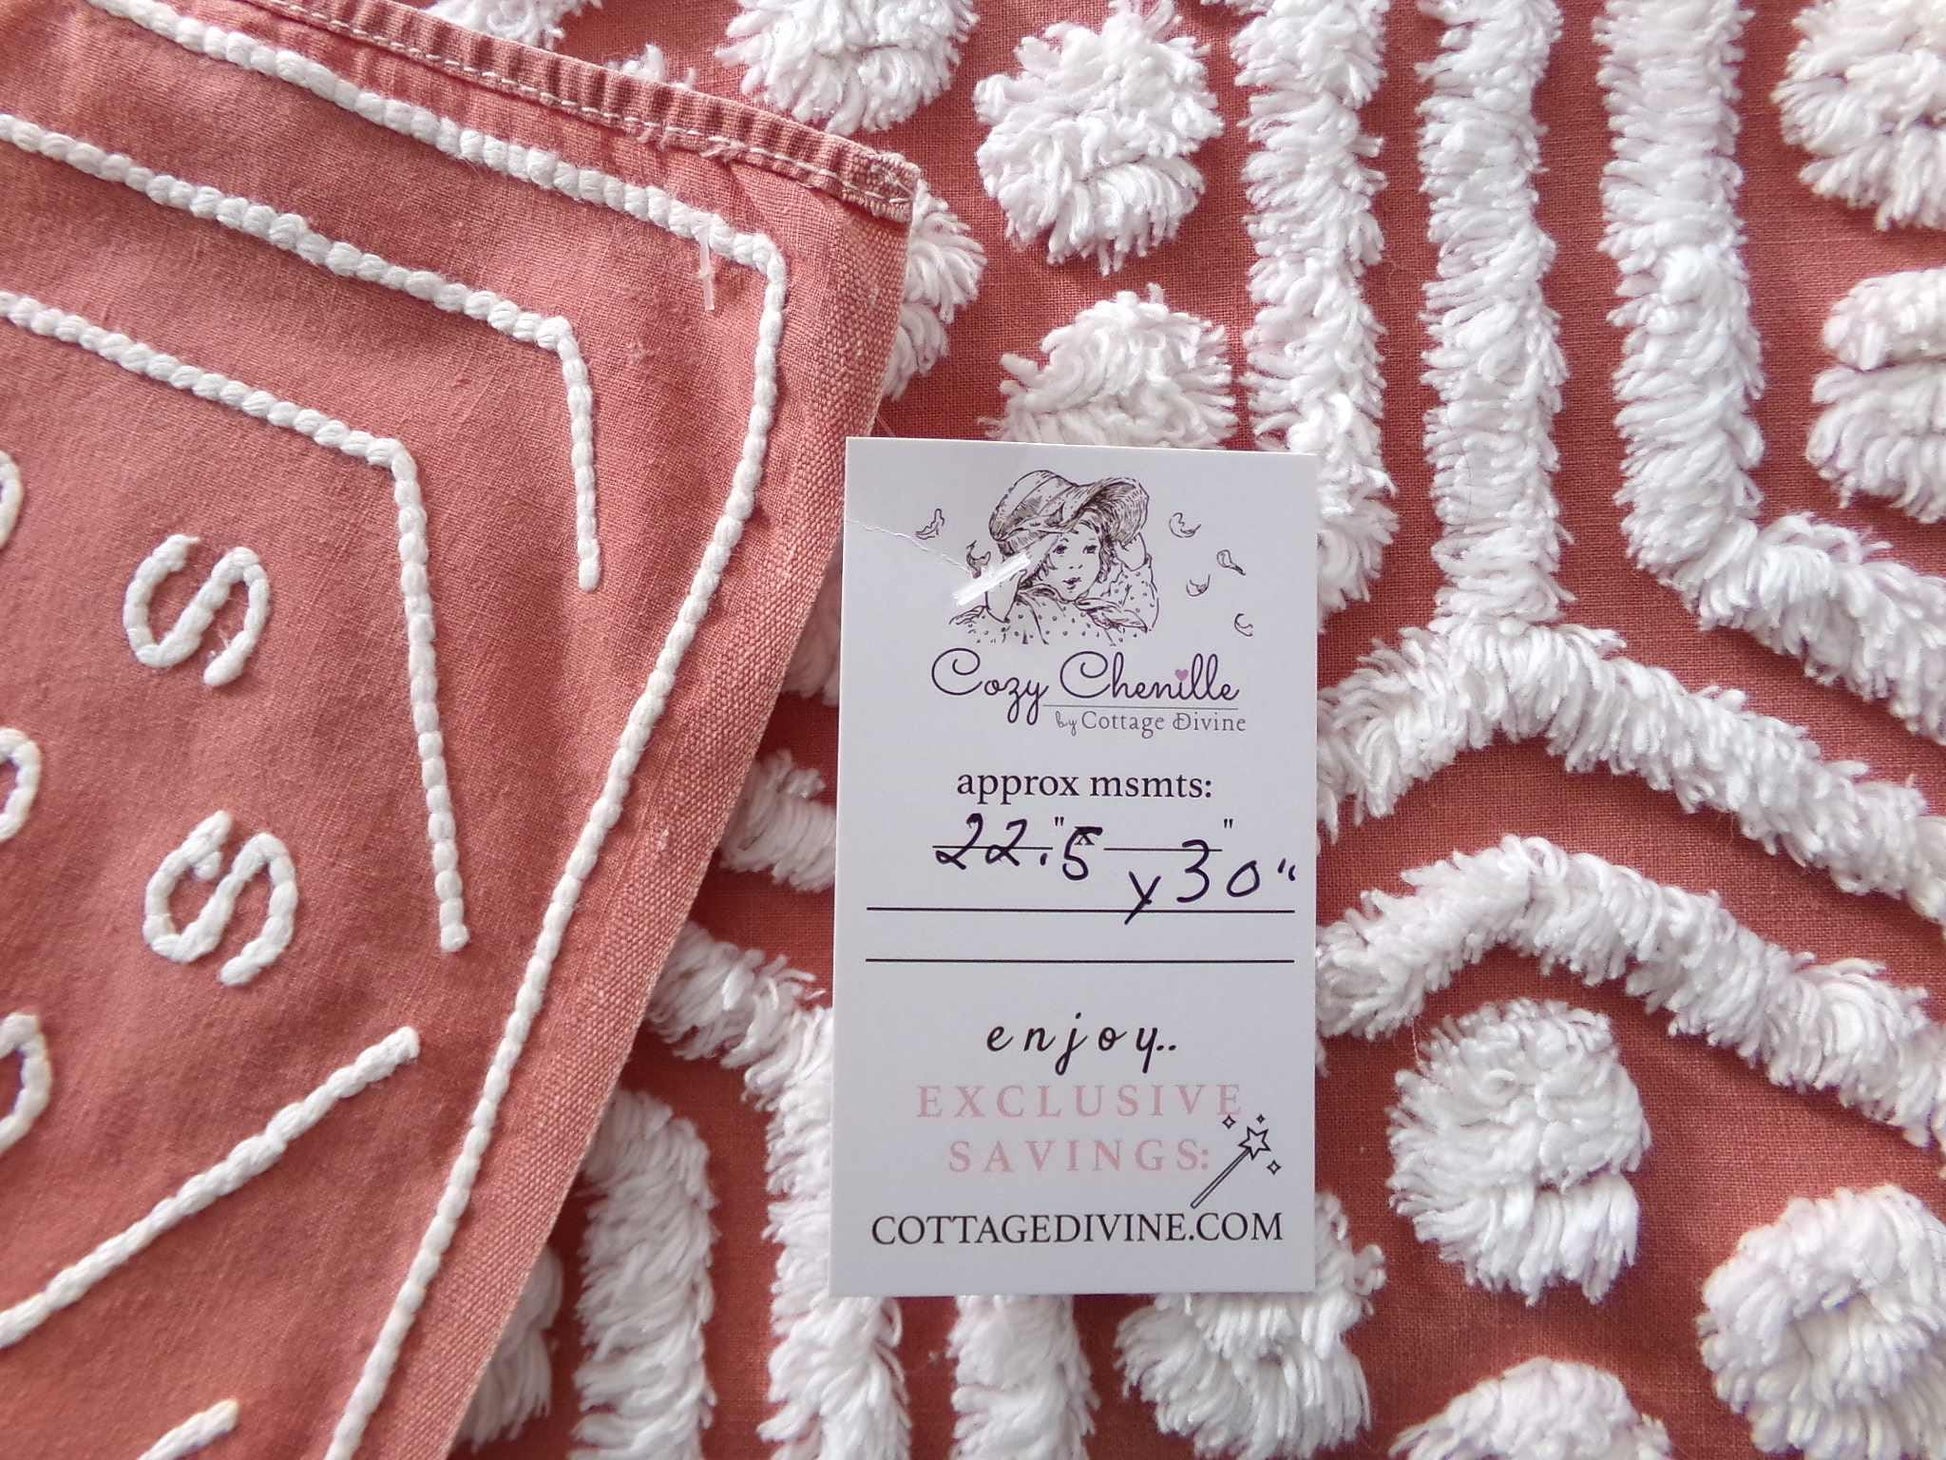 Cozy Chenille
by Cottage Divine
approx msmts:
22.5 x 30"
enjoy..
EXCLUSIVE
SAVINGS:
COTTAGEDIVINE.COM